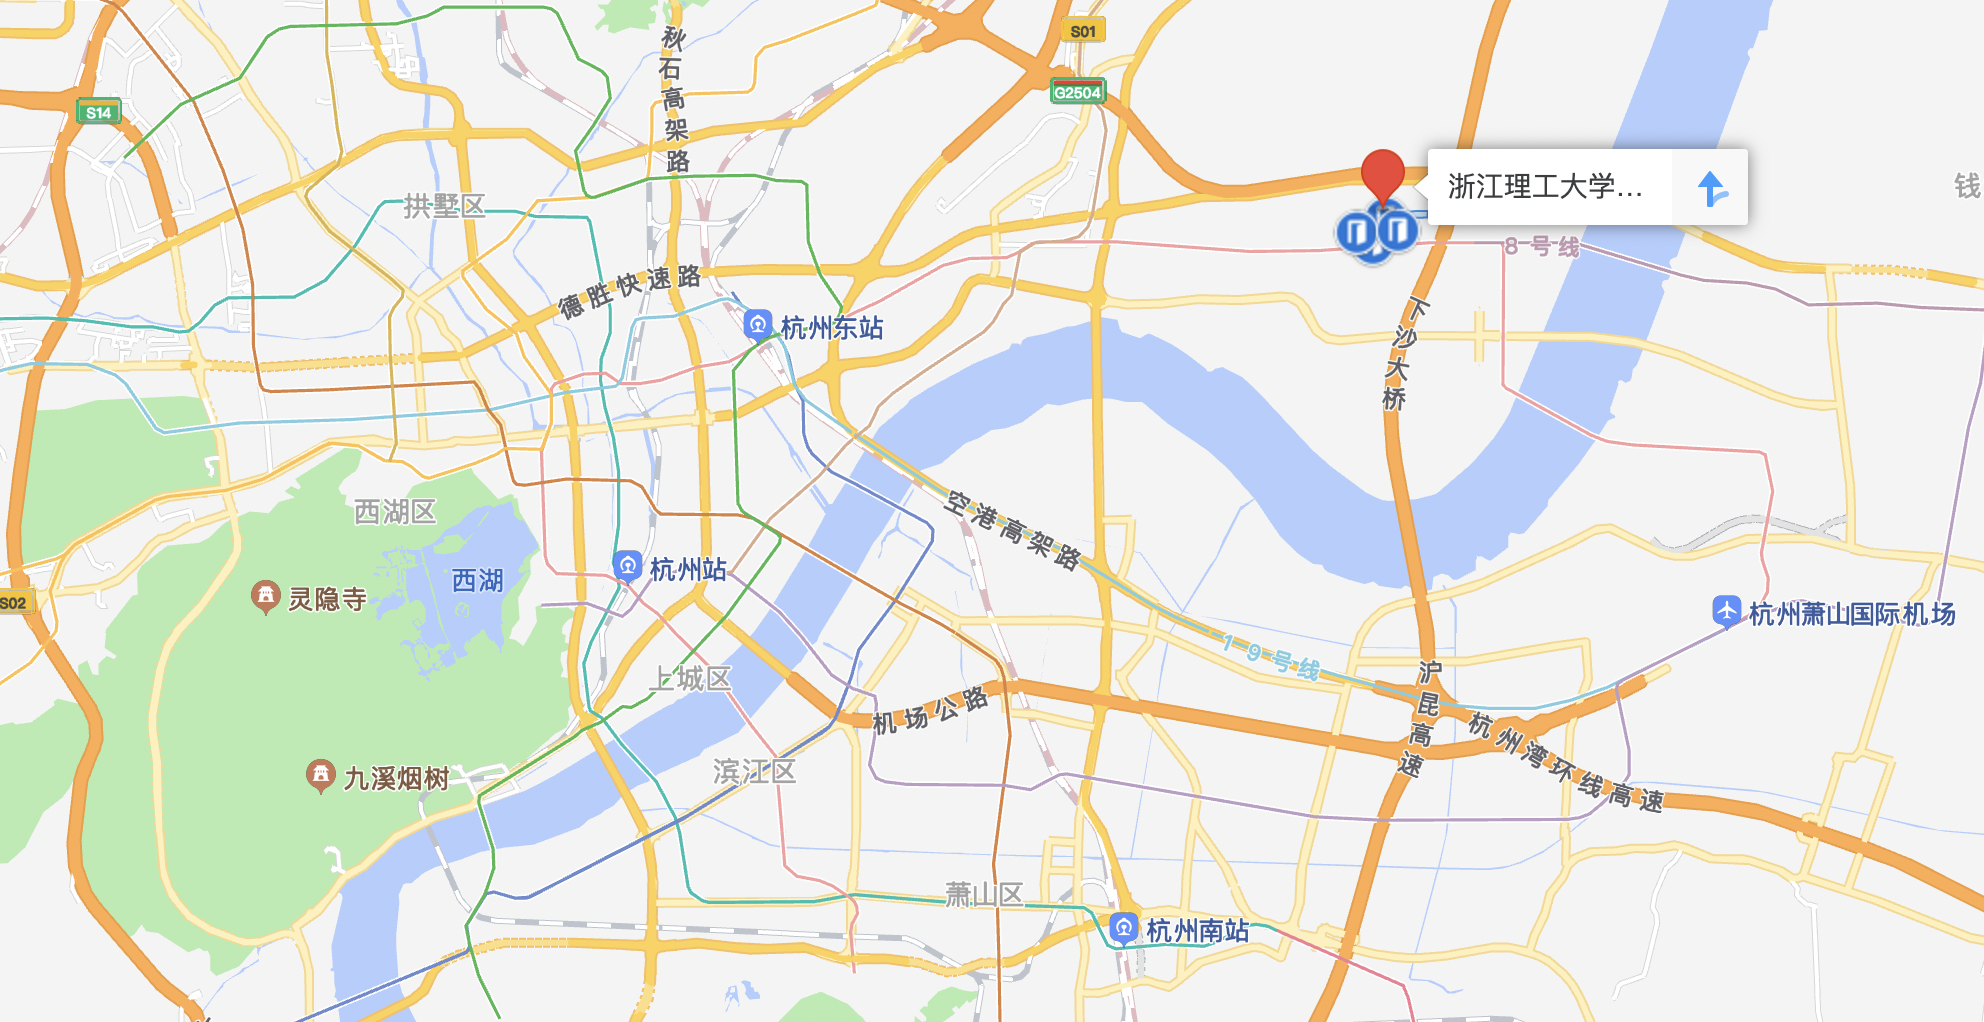 秋石高架路
S01
G2504
S14
浙江理工大学...
钱
拱墅区
8号线
德胜快速路
杭州东站
下沙大桥
西湖区
空港高架路
西湖
杭州站
灵隐寺
S02
杭州萧山国际机场
19号线
上城区
沪昆高速
机场公路
杭州湾环线高速
滨江区
九溪烟树
萧山区
杭州南站